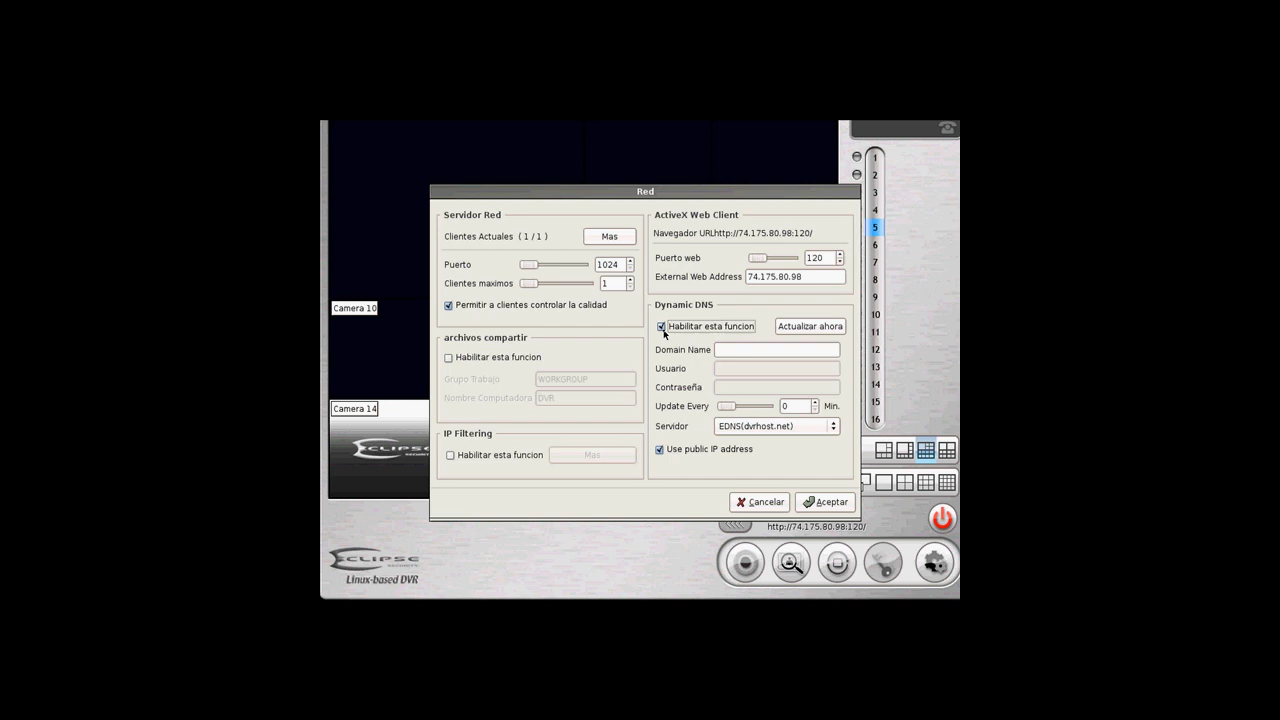 Red
Servidor Red
Clientes Actuales ( 1 / 1 )
Mas
Puerto
1024
Clientes maximos
1
Permitir a clientes controlar la calidad
archivos compartir
Habilitar esta funcion
Grupo Trabajo
WORKGROUP
Nombre Computadora
DVR
IP Filtering
Habilitar esta funcion
Mas
ActiveX Web Client
Navegador URLhttp://74.175.80.98:120/
Puerto web
120
External Web Address
74.175.80.98
Dynamic DNS
Habilitar esta funcion
Actualizar ahora
Domain Name
Usuario
Contraseña
Update Every
0
Min.
Servidor
EDNS(dvrhost.net)
Use public IP address
Cancelar
Aceptar
Camera 10
Camera 14
ECLIPSE
1
2
3
4
5
6
7
8
9
10
11
12
13
14
15
16
http://74.175.80.98:120/
ECLIPSE
SECURITY
Linux-based DVR